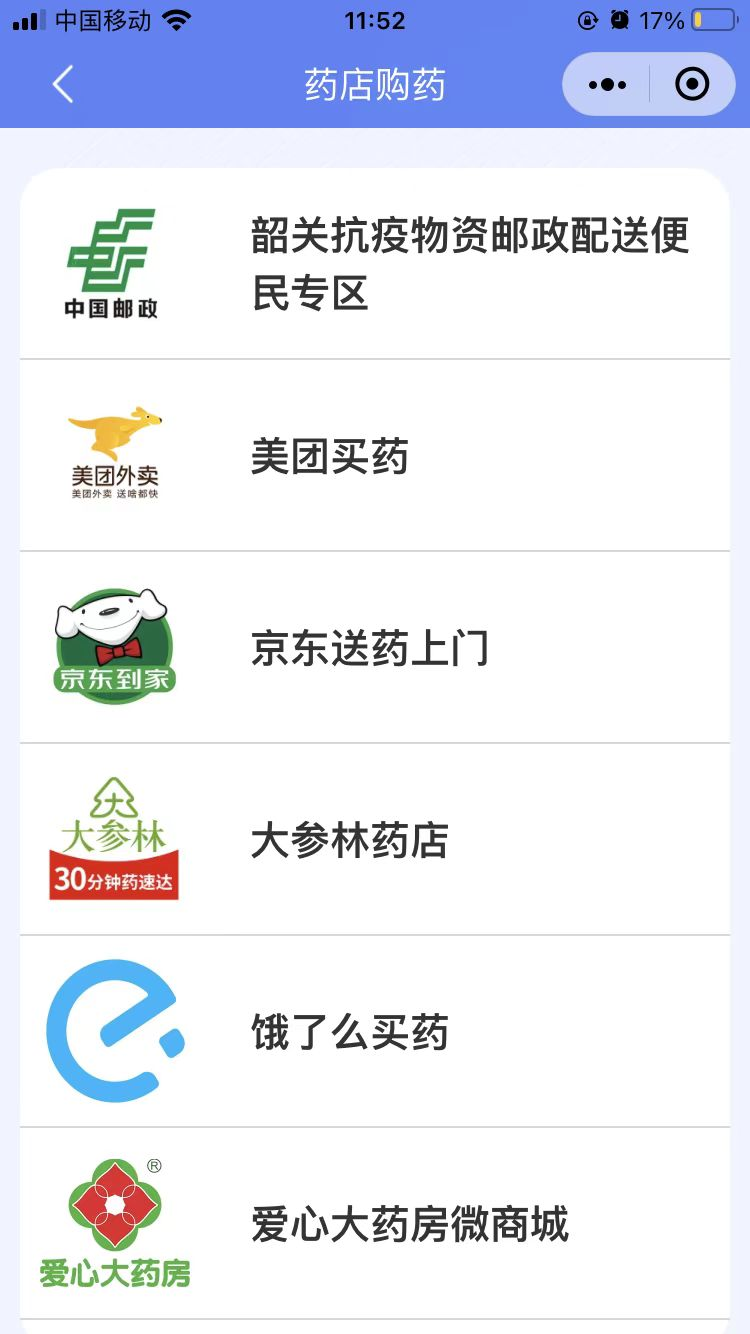 中国移动
11:52
17%
药店购药
中国邮政
韶关抗疫物资邮政配送便
民专区
美团外卖
美团外卖 送啥都快
美团买药
京东到家
京东送药上门
大参林
30分钟药速达
大参林药店
饿了么买药
®
爱心大药房
爱心大药房微商城